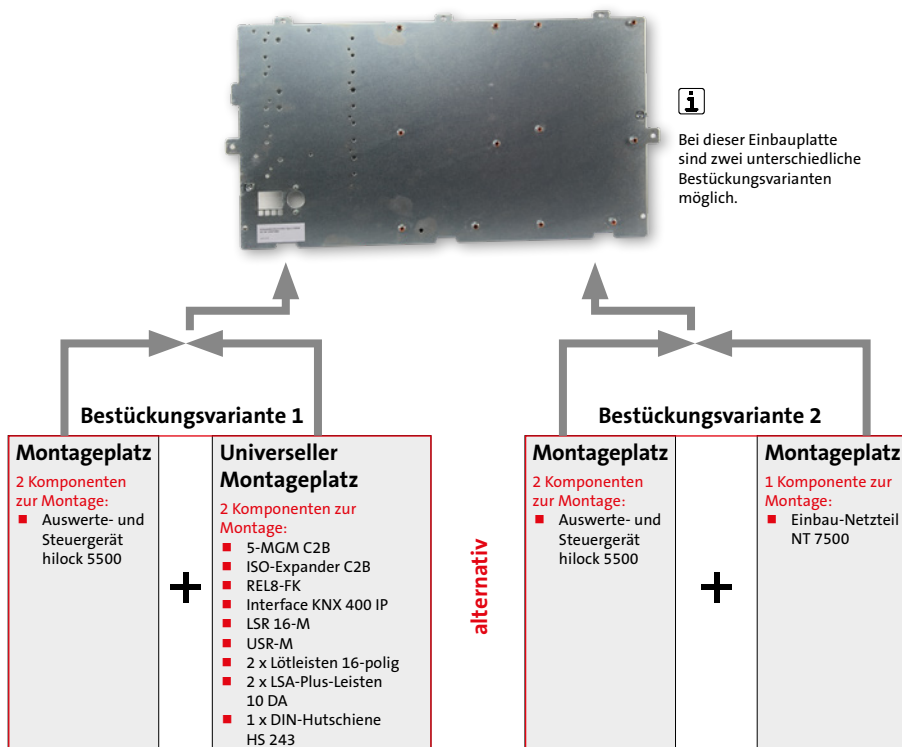 Bei dieser Einbauplatte
sind zwei unterschiedliche
Bestückungsvarianten
möglich.
Bestückungsvariante 1
Montageplatz
2 Komponenten
zur Montage:
Auswerte- und
Steuergerät
hilock 5500
+
Universeller
Montageplatz
2 Komponenten zur
Montage:
5-MGM C2B
ISO-Expander C2B
REL8-FK
Interface KNX 400 IP
LSR 16-M
USR-M
2 x Lötleisten 16-polig
2 x LSA-Plus-Leisten
10 DA
1 x DIN-Hutschiene
HS 243
alternativ
Bestückungsvariante 2
Montageplatz
2 Komponenten
zur Montage:
Auswerte- und
Steuergerät
hilock 5500
+
Montageplatz
1 Komponente zur
Montage:
Einbau-Netzteil
NT 7500